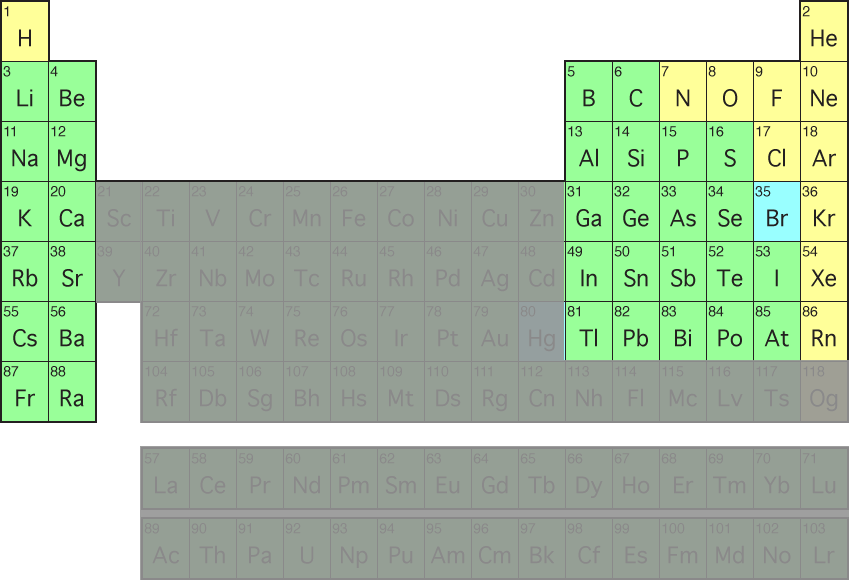 1 2
H He
3 4 5 6 7 8 9 10
Li Be B C N O F Ne
11 12 13 14 15 16 17 18
Na Mg Al Si P S Cl Ar
19 20 21 22 23 24 25 26 27 28 29 30 31 32 33 34 35 36
K Ca Sc Ti V Cr Mn Fe Co Ni Cu Zn Ga Ge As Se Br Kr
37 38 39 40 41 42 43 44 45 46 47 48 49 50 51 52 53 54
Rb Sr Y Zr Nb Mo Tc Ru Rh Pd Ag Cd In Sn Sb Te I Xe
55 56 72 73 74 75 76 77 78 79 80 81 82 83 84 85 86
Cs Ba Hf Ta W Re Os Ir Pt Au Hg Tl Pb Bi Po At Rn
87 88 104 105 106 107 108 109 110 111 112 113 114 115 116 117 118
Fr Ra Rf Db Sg Bh Hs Mt Ds Rg Cn Nh Fl Mc Lv Ts Og
57 58 59 60 61 62 63 64 65 66 67 68 69 70 71
La Ce Pr Nd Pm Sm Eu Gd Tb Dy Ho Er Tm Yb Lu
89 90 91 92 93 94 95 96 97 98 99 100 101 102 103
Ac Th Pa U Np Pu Am Cm Bk Cf Es Fm Md No Lr